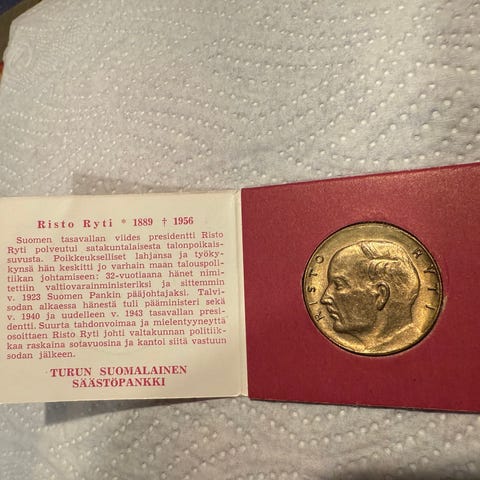 Risto Ryti * 1889 † 1956
Suomen tasavallan viides presidentti Risto
Ryti polveutui satakuntalaisesta talonpoikais-
suvusta. Poikkeukselliset lahjansa ja työky-
kynsä hän keskitti jo varhain maan talouspoli-
tiikan johtamiseen: 32-vuotiaana hänet nimi-
tettiin valtiovarainministeriksi ja sittemmin
v. 1923 Suomen Pankin pääjohtajaksi. Talvi-
sodan alkaessa hänestä tuli pääministeri sekä
v. 1940 ja uudelleen v. 1943 tasavallan presi-
dentti. Suurta tahdonvoimaa ja mielentyyneyttä
osoittaen Risto Ryti johti valtakunnan politiik-
kaa raskaina sotavuosina ja kantoi siitä vastuun
sodan jälkeen.
TURUN SUOMALAINEN
SÄÄSTÖPANKKI
RISTO RYTI